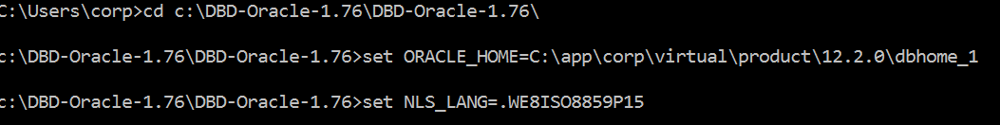 C:\Users\corp>cd c:\DBD-Oracle-1.76\DBD-Oracle-1.76\
c:\DBD-Oracle-1.76\DBD-Oracle-1.76>set ORACLE_HOME=C:\app\corp\virtual\product\12.2.0\dbhome_1
c:\DBD-Oracle-1.76\DBD-Oracle-1.76>set NLS_LANG=.WE8ISO8859P15